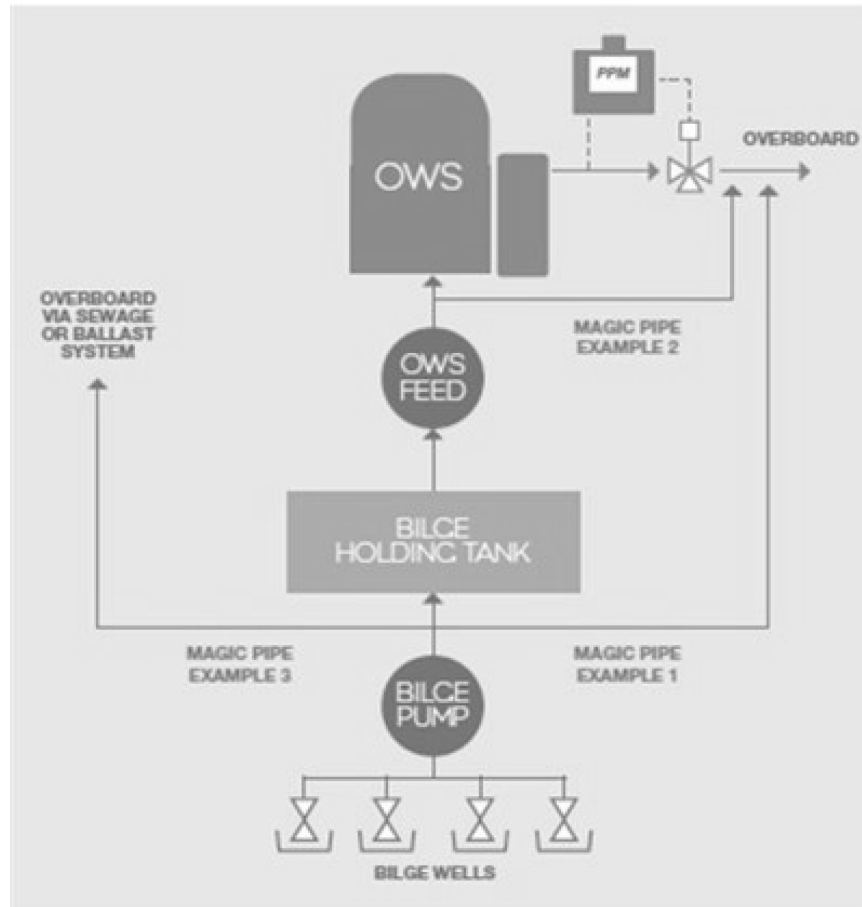 PPM
OVERBOARD
OWS
OVERBOARD
VIA SEWAGE
OR BALLAST
SYSTEM
MAGIC PIPE
EXAMPLE 2
OWS
FEED
BILGE
HOLDING TANK
MAGIC PIPE
EXAMPLE 3
MAGIC PIPE
EXAMPLE 1
BILGE
PUMP
BILGE WELLS